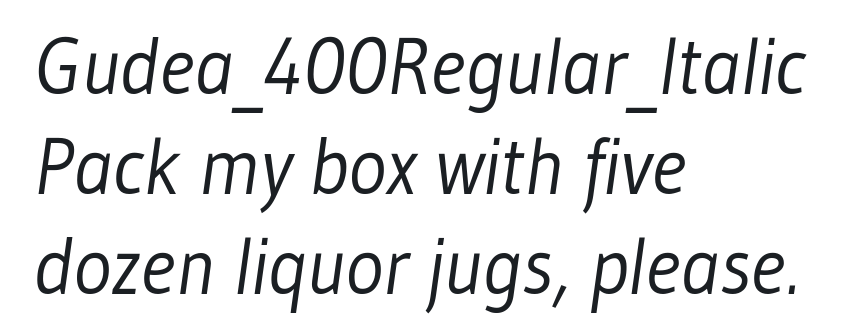 Gudea_400Regular_Italic
Pack my box with five
dozen liquor jugs, please.